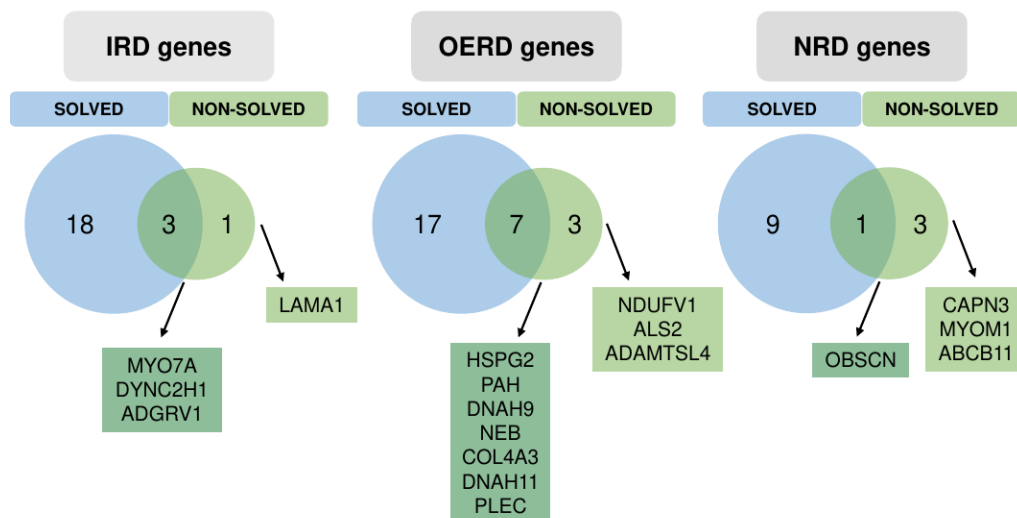 IRD genes
SOLVED
NON-SOLVED
18
3
1
LAMA1
MYO7A
DYNC2H1
ADGRV1
OERD genes
SOLVED
NON-SOLVED
17
7
3
NDUFV1
ALS2
ADAMTSL4
HSPG2
PAH
DNAH9
NEB
COL4A3
DNAH11
PLEC
NRD genes
SOLVED
NON-SOLVED
9
1
3
CAPN3
MYOM1
ABCB11
OBSCN